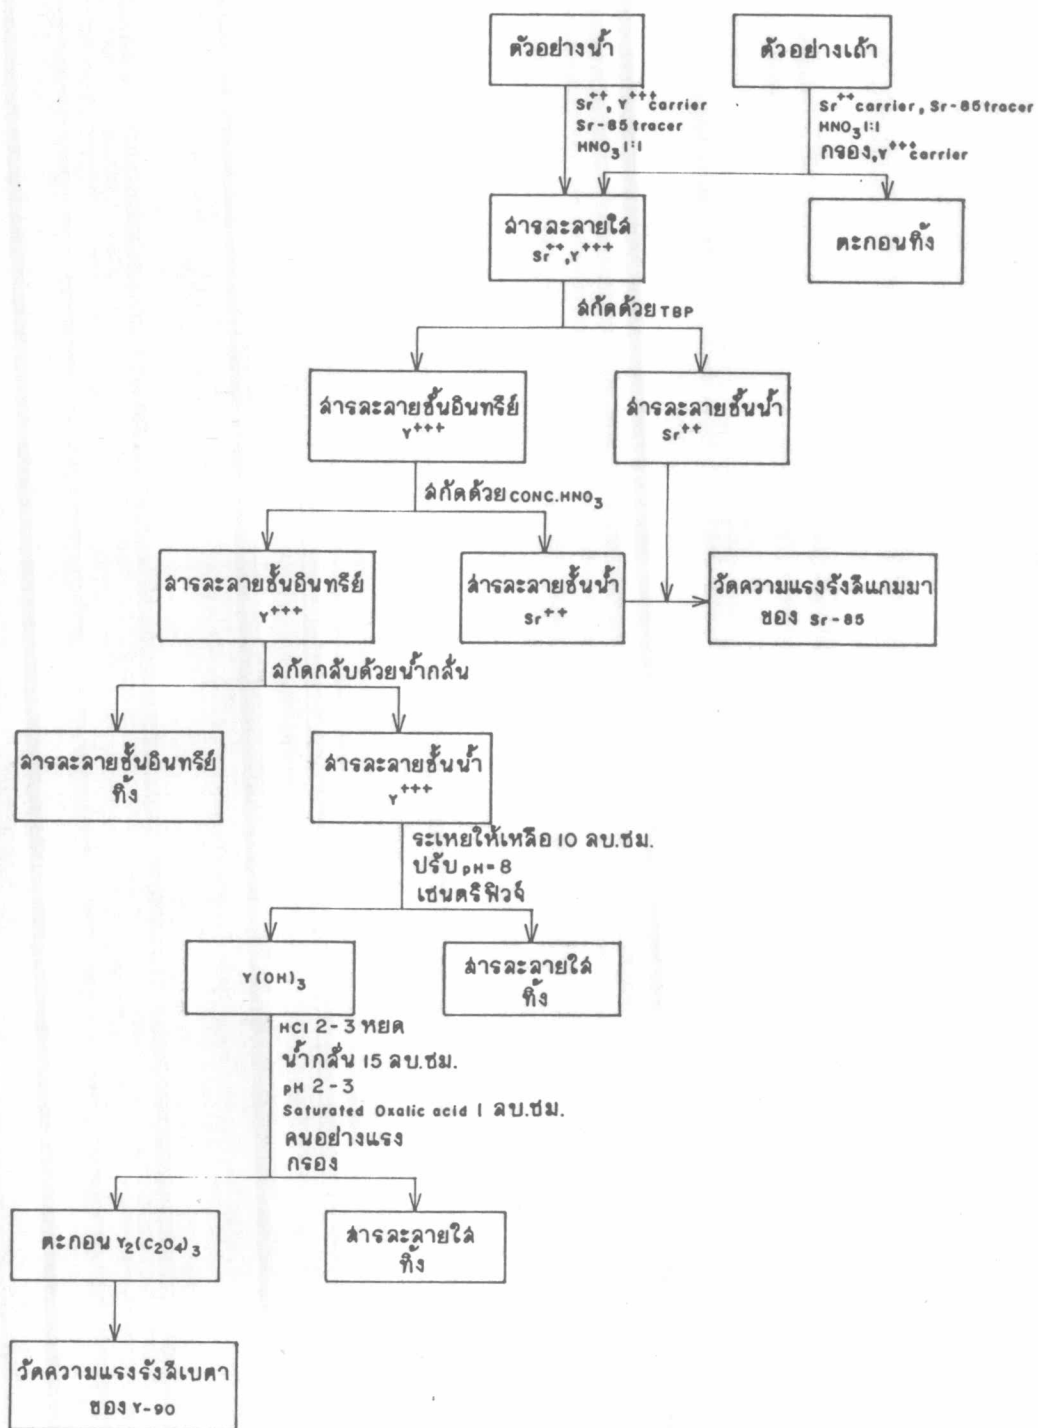 ตัวอย่างน้ำ
ตัวอย่างเถ้า
Sr⁺⁺, Y⁺⁺⁺ carrier
Sr-85 tracer
HNO₃ 1:1
Sr⁺⁺ carrier, Sr-85 tracer
HNO₃ 1:1
กรอง, Y⁺⁺⁺ carrier
สารละลายใส
Sr⁺⁺, Y⁺⁺⁺
ตะกอนทิ้ง
สกัดด้วย TBP
สารละลายชั้นอินทรีย์
Y⁺⁺⁺
สารละลายชั้นน้ำ
Sr⁺⁺
สกัดด้วย CONC.HNO₃
สารละลายชั้นอินทรีย์
Y⁺⁺⁺
สารละลายชั้นน้ำ
Sr⁺⁺
วัดความแรงรังสีแกมมา
ของ Sr-85
สกัดกลับด้วยน้ำกลั่น
สารละลายชั้นอินทรีย์
ทิ้ง
สารละลายชั้นน้ำ
Y⁺⁺⁺
ระเหยให้เหลือ 10 ลบ.ซม.
ปรับ pH=8
เซนตริฟิวจ์
Y(OH)₃
สารละลายใส
ทิ้ง
HCl 2-3 หยด
น้ำกลั่น 15 ลบ.ซม.
pH 2-3
Saturated Oxalic acid 1 ลบ.ซม.
คนอย่างแรง
กรอง
ตะกอน Y₂(C₂O₄)₃
สารละลายใส
ทิ้ง
วัดความแรงรังสีเบตา
ของ Y-90